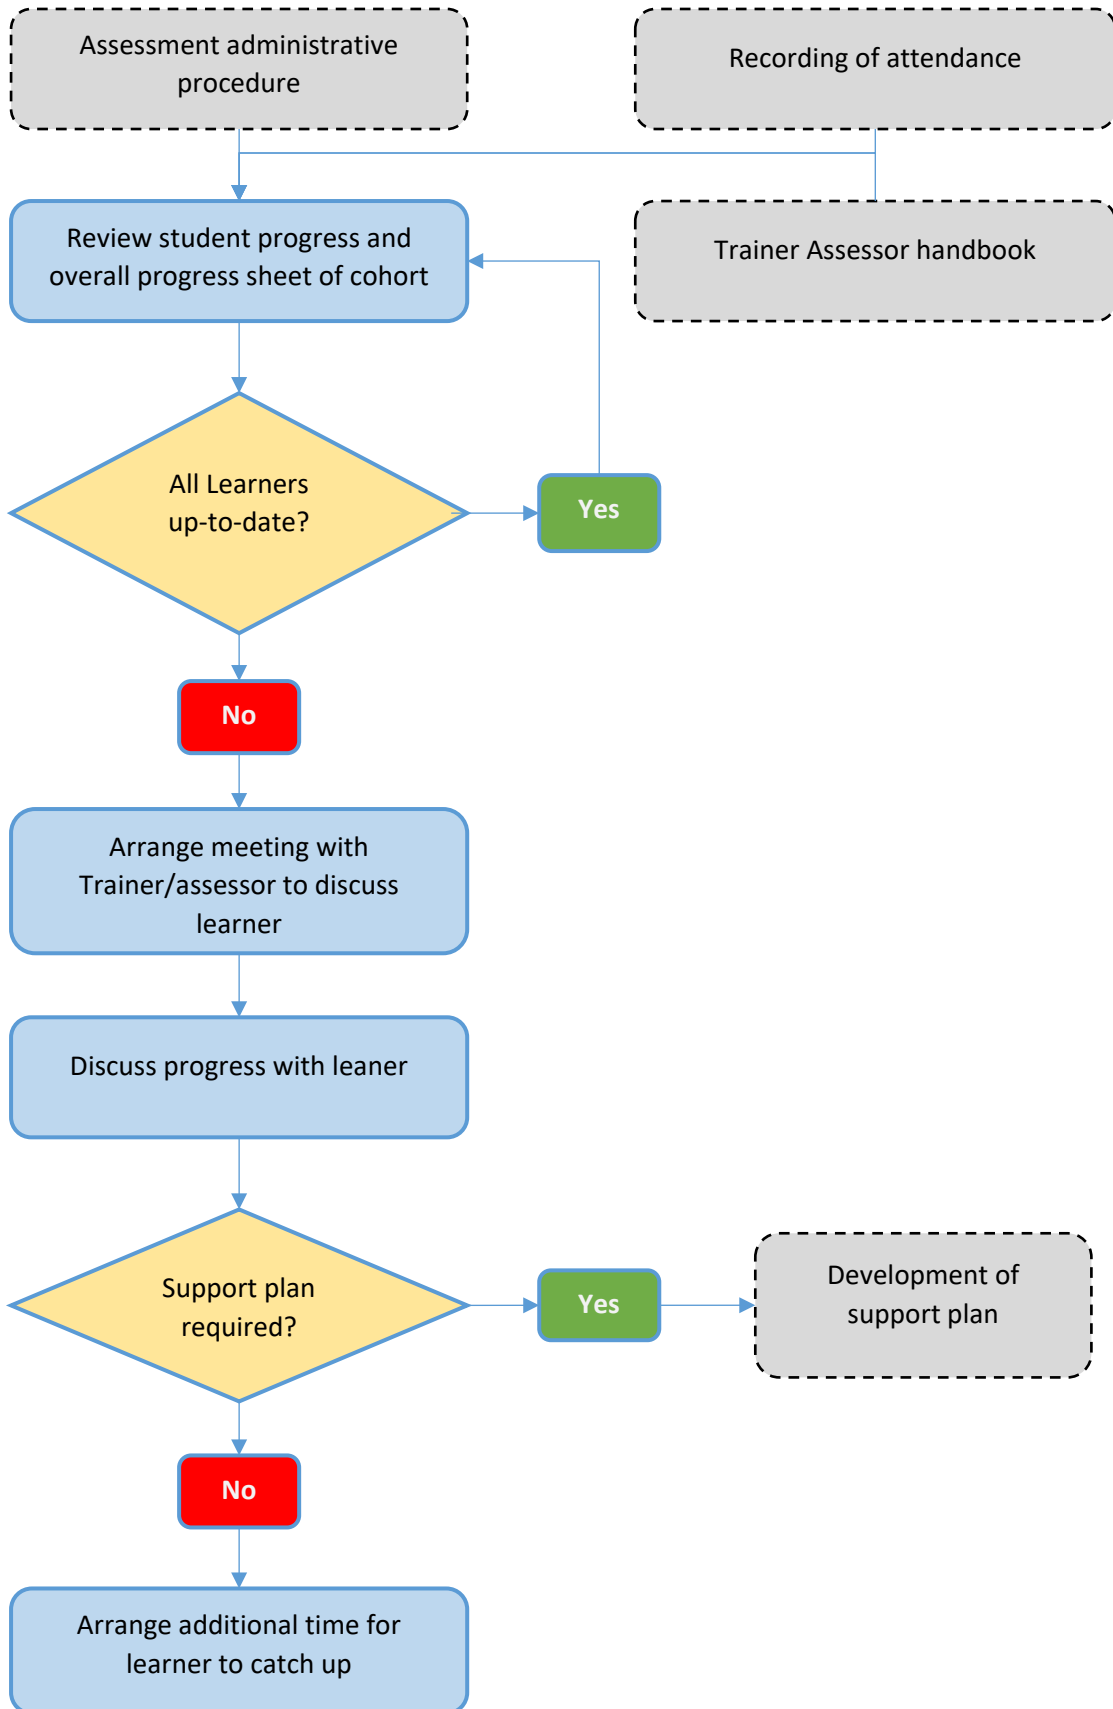 Assessment administrative
procedure
Recording of attendance
Review student progress and
overall progress sheet of cohort
Trainer Assessor handbook
All Learners
up-to-date?
Yes
No
Arrange meeting with
Trainer/assessor to discuss
learner
Discuss progress with leaner
Support plan
required?
Yes
Development of
support plan
No
Arrange additional time for
learner to catch up